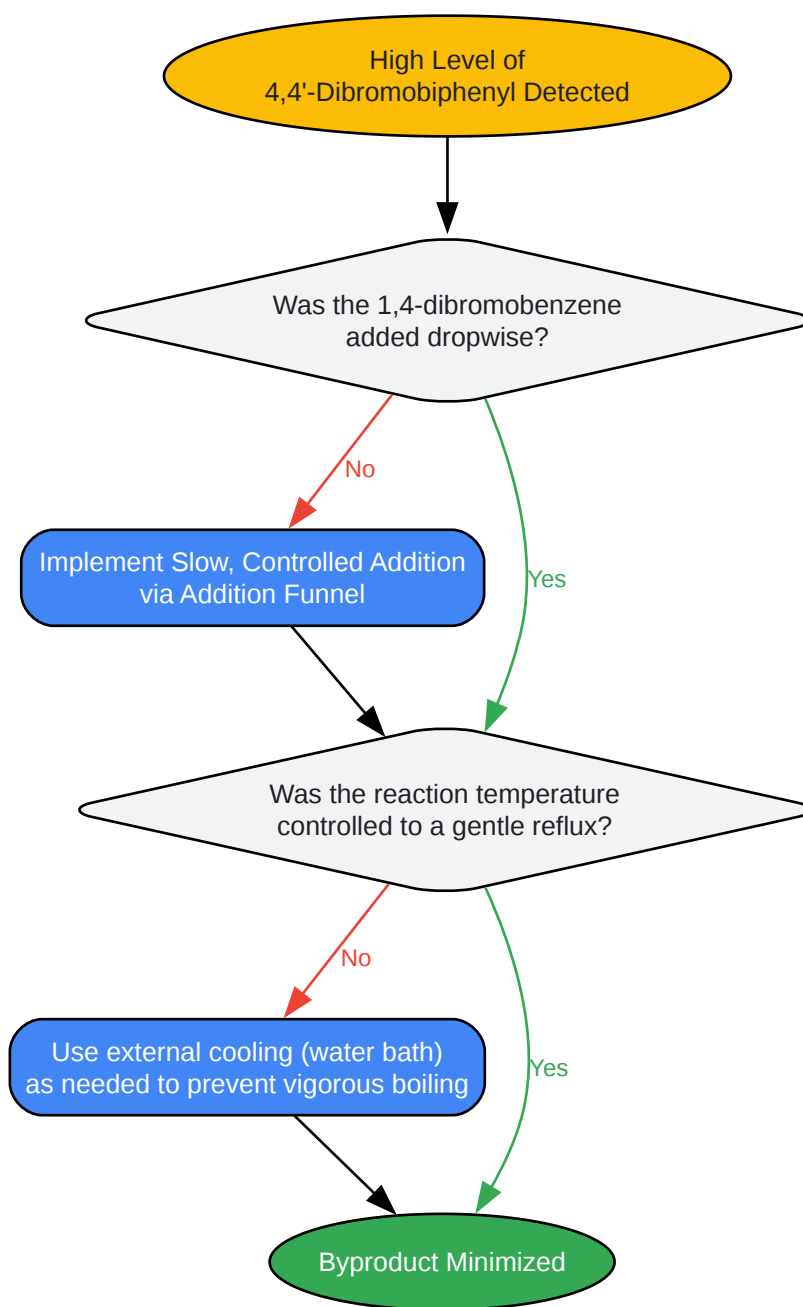 High Level of
4,4'-Dibromobiphenyl Detected
Was the 1,4-dibromobenzene
added dropwise?
No
Implement Slow, Controlled Addition
via Addition Funnel
Yes
Was the reaction temperature
controlled to a gentle reflux?
No
Use external cooling (water bath)
as needed to prevent vigorous boiling
Yes
Byproduct Minimized